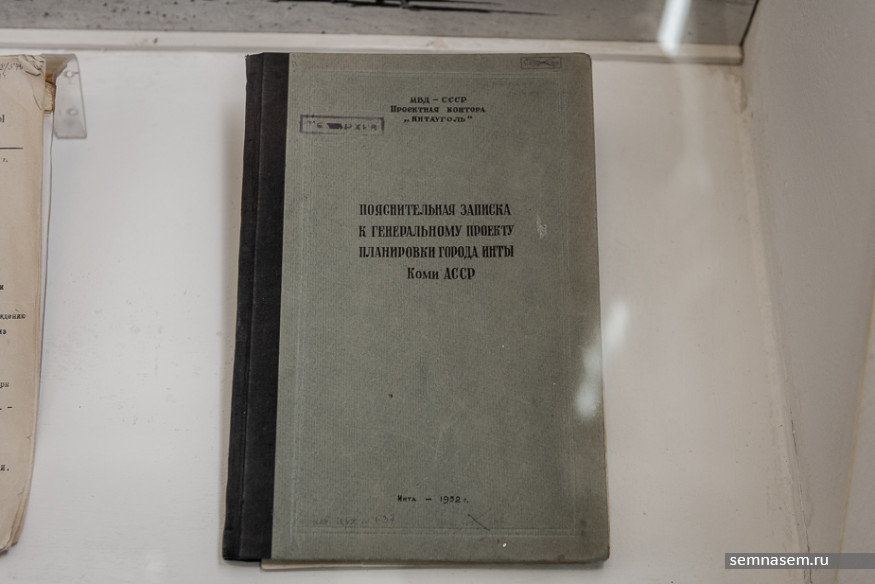 МВД – СССР
Проектная контора
„Интауголь"
ПОЯСНИТЕЛЬНАЯ ЗАПИСКА
К ГЕНЕРАЛЬНОМУ ПРОЕКТУ
ПЛАНИРОВКИ ГОРОДА ИНТЫ
Коми АССР
Инта – 1952 г.
semnasem.ru